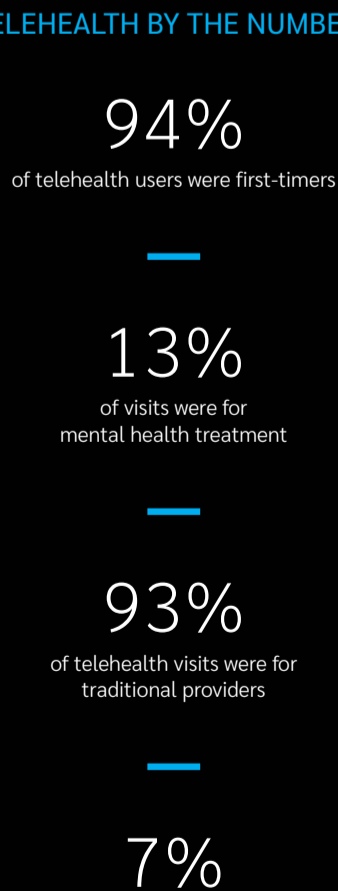 ELEHEALTH BY THE NUMBE
94%
of telehealth users were first-timers
13%
of visits were for
mental health treatment
93%
of telehealth visits were for
traditional providers
7%